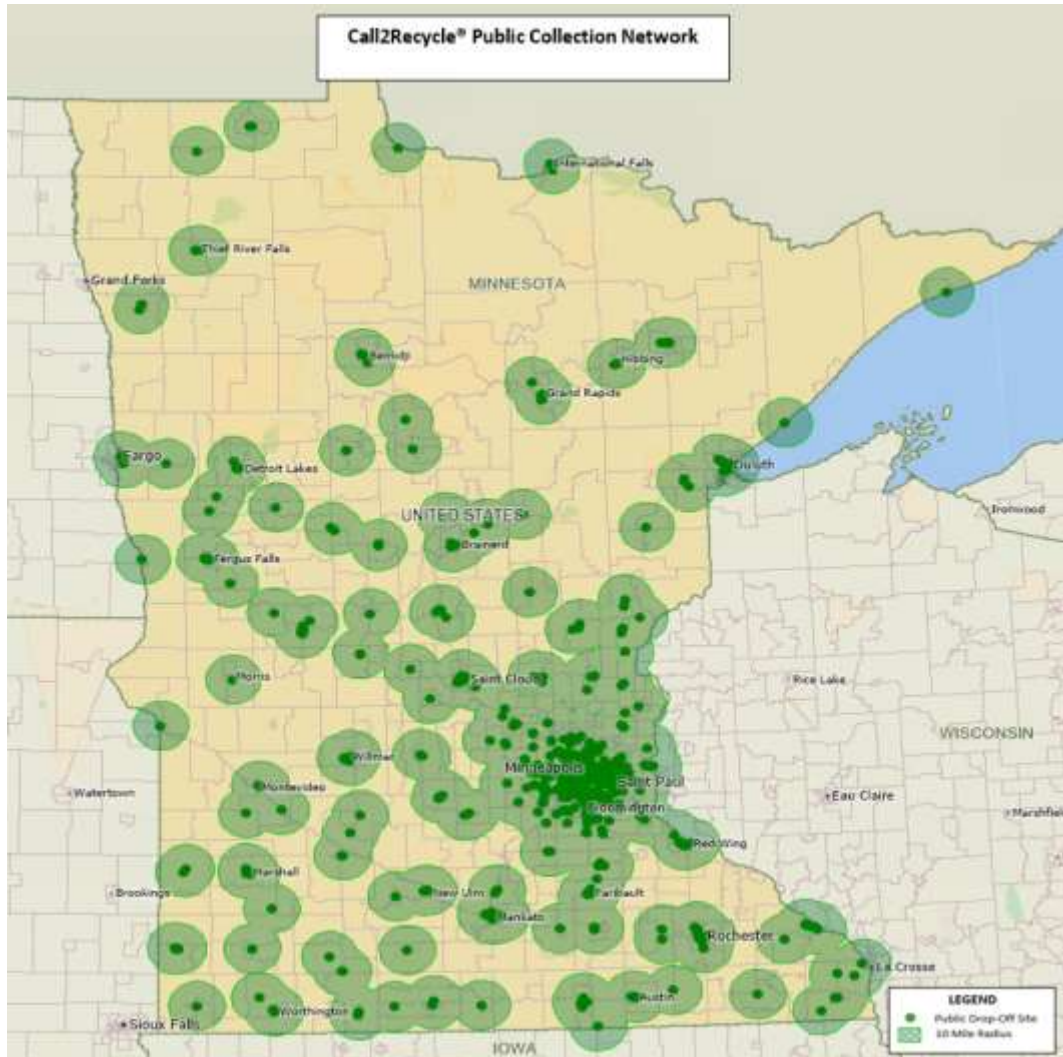 Call2Recycle® Public Collection Network
International Falls
Thief River Falls
Grand Forks
MINNESOTA
Bemidji
Hibbing
Grand Rapids
Fargo
Detroit Lakes
Duluth
UNITED STATES
Ironwood
Brainerd
Fergus Falls
Saint Cloud
Morris
Rice Lake
WISCONSIN
Willmar
Minneapolis
Saint Paul
Watertown
Montevideo
Eau Claire
Bloomington
Marshfield
Red Wing
Marshall
Brookings
New Ulm
Faribault
Mankato
Rochester
La Crosse
Austin
Worthington
Sioux Falls
IOWA
LEGEND
Public Drop-Off Site
10 Mile Radius